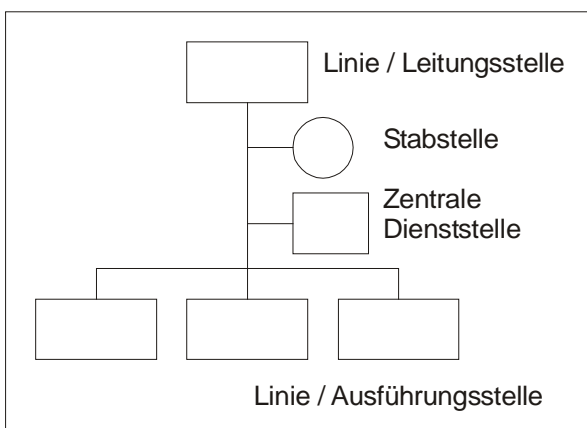 Linie / Leitungsstelle
Stabstelle
Zentrale
Dienststelle
Linie / Ausführungsstelle